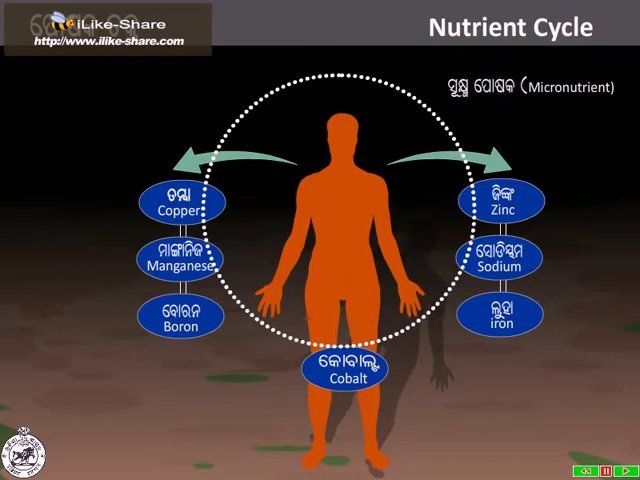 iLike-Share
http://www.ilike-share.com
Nutrient Cycle
ସୂକ୍ଷ୍ମ ପୋଷକ (Micronutrient)
ତମ୍ବା
Copper
ମାଙ୍ଗାନିଜ
Manganese
ବୋରନ
Boron
ଜିଙ୍କ
Zinc
ସୋଡିୟମ
Sodium
ଲୁହା
iron
କୋବାଲ୍ଟ
Cobalt